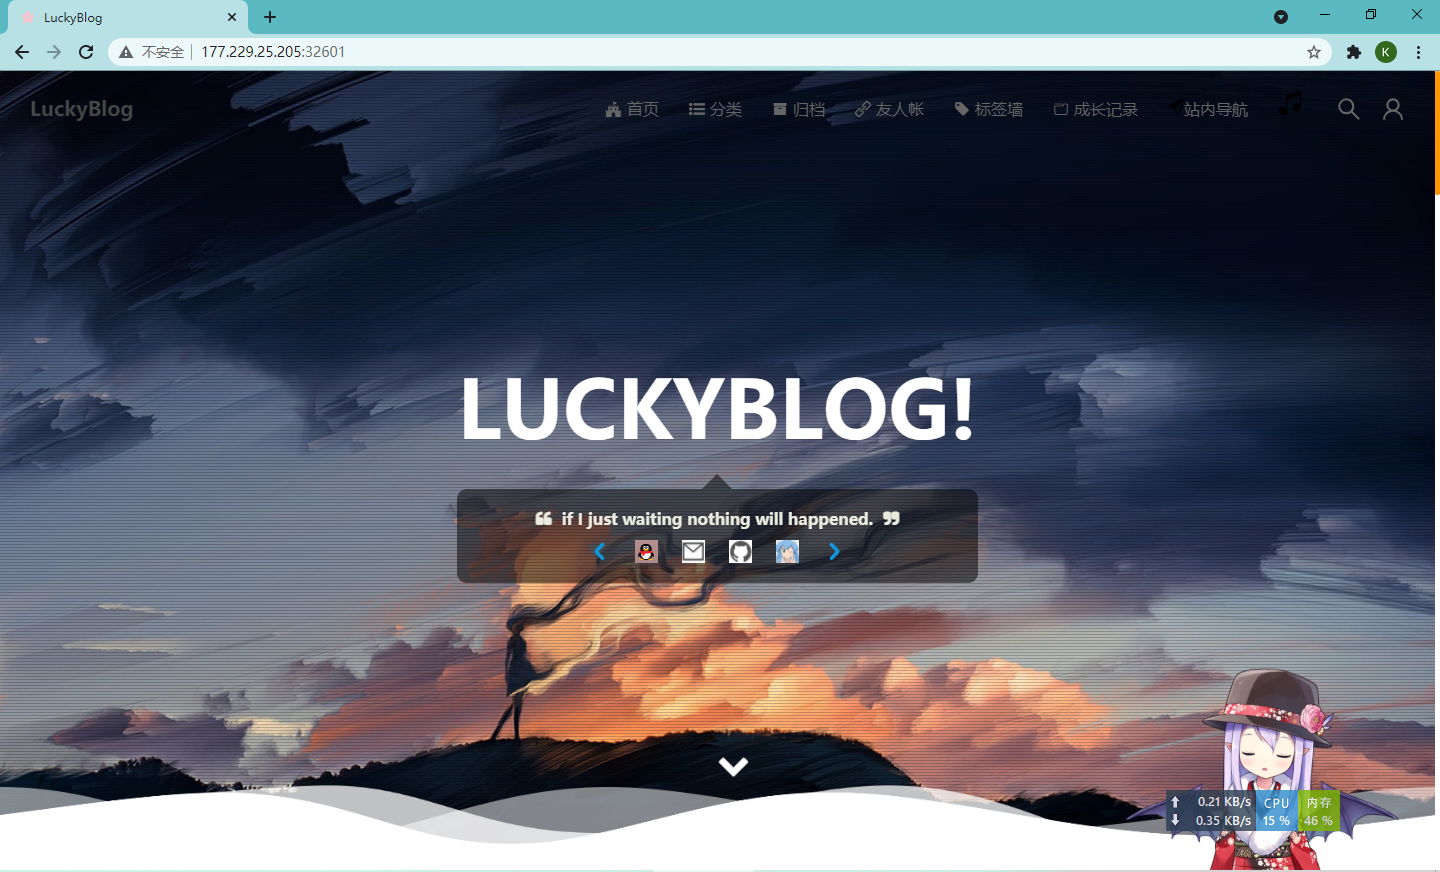 LuckyBlog
不安全 177.229.25.205:32601
K
LuckyBlog
首页 分类 归档 友人帐 标签墙 成长记录 站内导航
LUCKYBLOG!
❝ if I just waiting nothing will happened. ❞
0.21 KB/s CPU 内存
0.35 KB/s 15 % 46 %